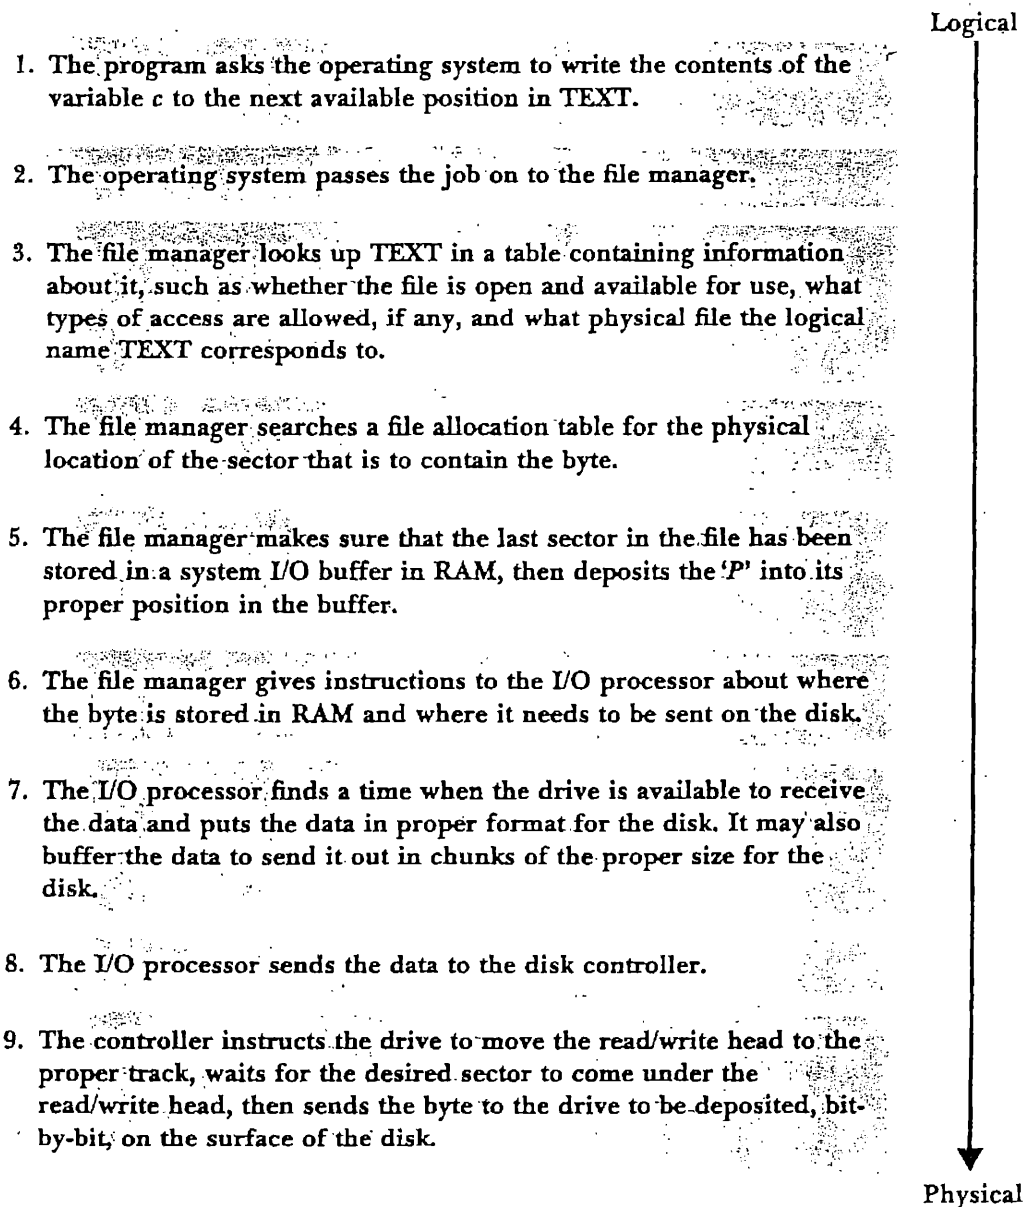 Logical
1. The program asks the operating system to write the contents of the
variable c to the next available position in TEXT.
2. The operating system passes the job on to the file manager.
3. The file manager looks up TEXT in a table containing information
about it, such as whether the file is open and available for use, what
types of access are allowed, if any, and what physical file the logical
name TEXT corresponds to.
4. The file manager searches a file allocation table for the physical
location of the sector that is to contain the byte.
5. The file manager makes sure that the last sector in the file has been
stored in a system I/O buffer in RAM, then deposits the 'P' into its
proper position in the buffer.
6. The file manager gives instructions to the I/O processor about where
the byte is stored in RAM and where it needs to be sent on the disk.
7. The I/O processor finds a time when the drive is available to receive
the data and puts the data in proper format for the disk. It may also
buffer the data to send it out in chunks of the proper size for the
disk.
8. The I/O processor sends the data to the disk controller.
9. The controller instructs the drive to move the read/write head to the
proper track, waits for the desired sector to come under the
read/write head, then sends the byte to the drive to be deposited, bit-
by-bit, on the surface of the disk.
Physical